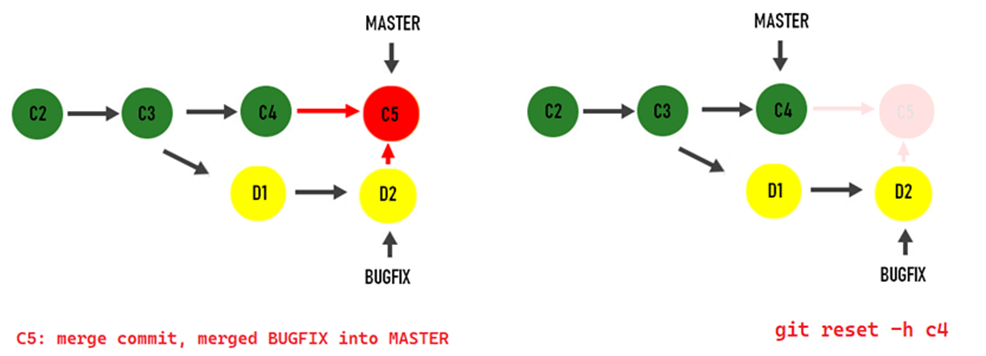 MASTER
C2
C3
C4
C5
D1
D2
BUGFIX
C5: merge commit, merged BUGFIX into MASTER
MASTER
C2
C3
C4
C5
D1
D2
BUGFIX
git reset -h c4